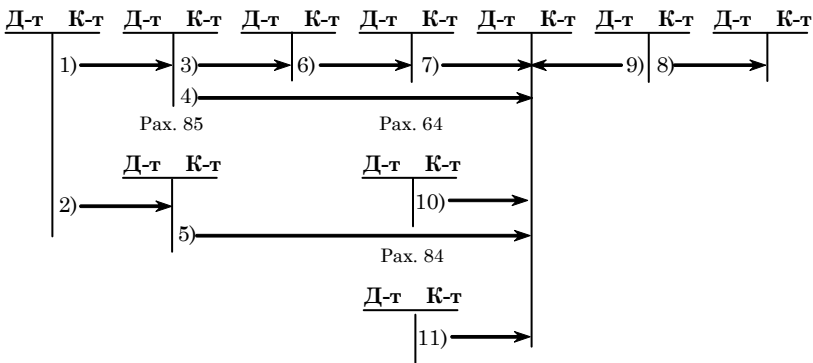 Д-т К-т Д-т К-т Д-т К-т Д-т К-т Д-т К-т Д-т К-т Д-т К-т
1) 3) 6) 7) 9) 8)
4)
Рах. 85 Рах. 64
Д-т К-т Д-т К-т
2) 10)
5)
Рах. 84
Д-т К-т
11)